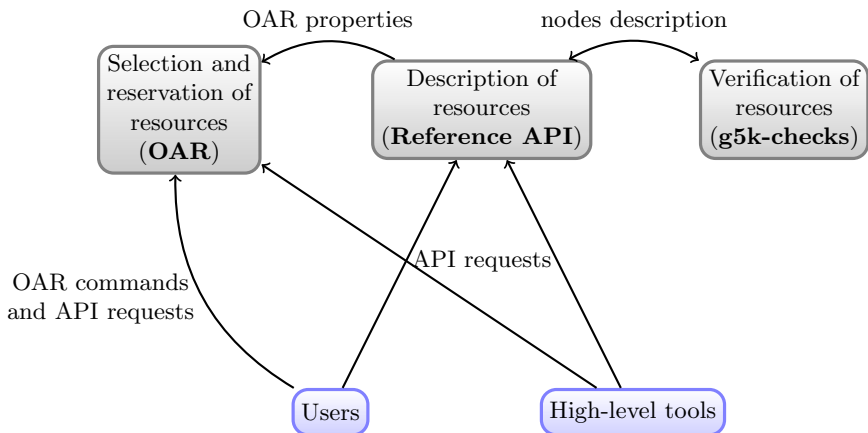 OAR properties
nodes description
Selection and
reservation of
resources
(OAR)
Description of
resources
(Reference API)
Verification of
resources
(g5k-checks)
API requests
OAR commands
and API requests
Users
High-level tools